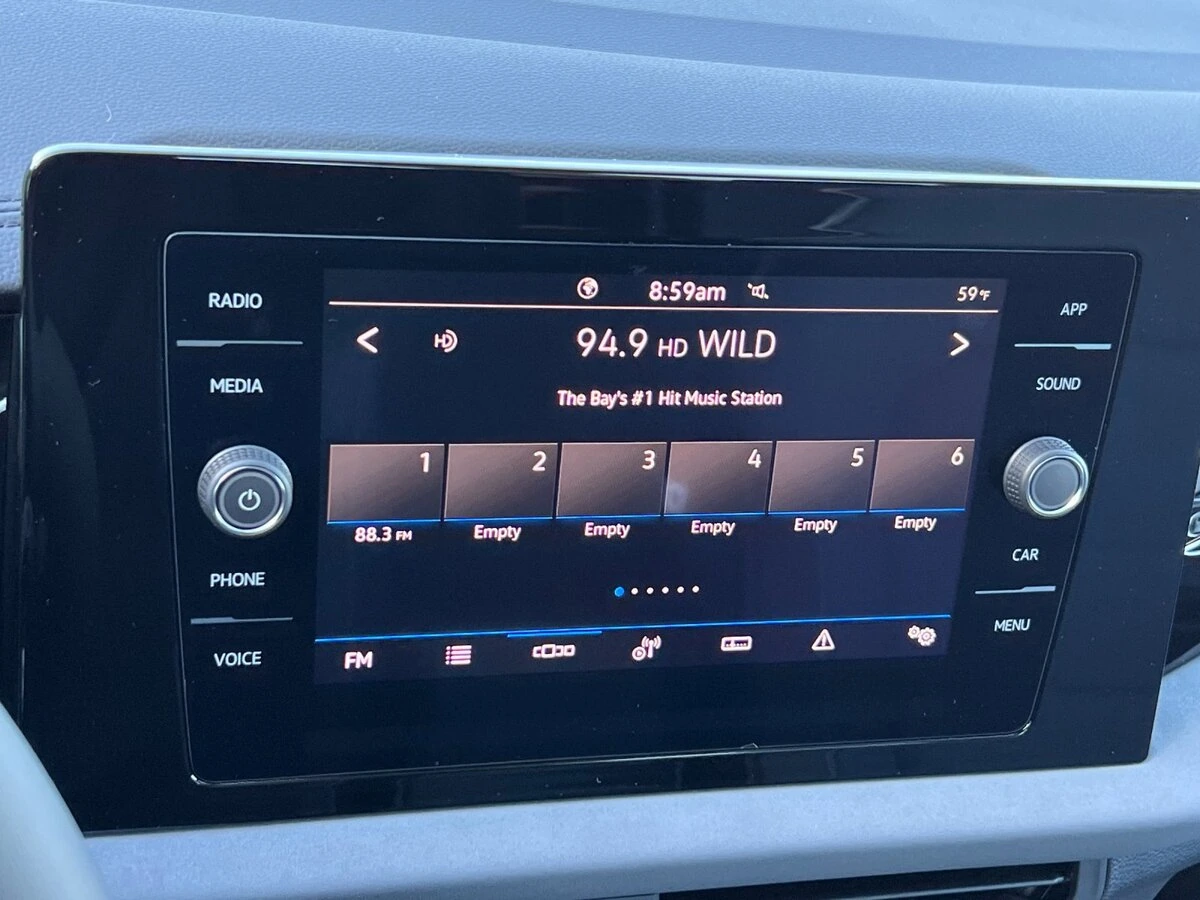 RADIO
MEDIA
PHONE
VOICE
8:59am
59°F
HD
94.9 HD WILD
The Bay's #1 Hit Music Station
1 2 3 4 5 6
88.3 FM Empty Empty Empty Empty Empty
FM
APP
SOUND
CAR
MENU